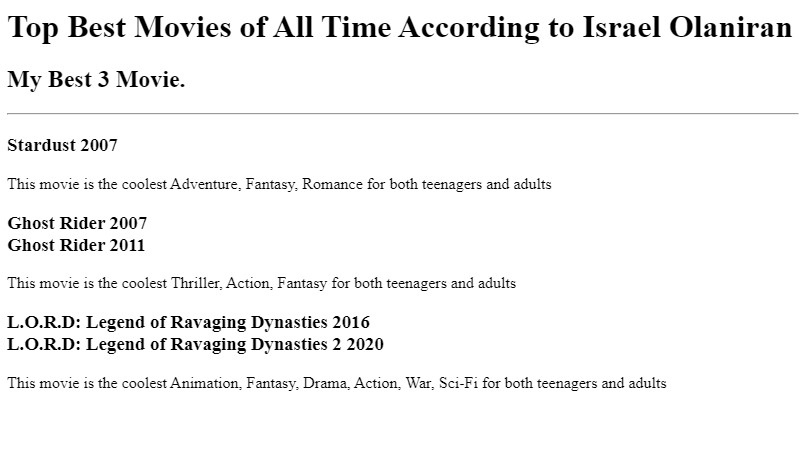 Top Best Movies of All Time According to Israel Olaniran
My Best 3 Movie.
Stardust 2007
This movie is the coolest Adventure, Fantasy, Romance for both teenagers and adults
Ghost Rider 2007
Ghost Rider 2011
This movie is the coolest Thriller, Action, Fantasy for both teenagers and adults
L.O.R.D: Legend of Ravaging Dynasties 2016
L.O.R.D: Legend of Ravaging Dynasties 2 2020
This movie is the coolest Animation, Fantasy, Drama, Action, War, Sci-Fi for both teenagers and adults